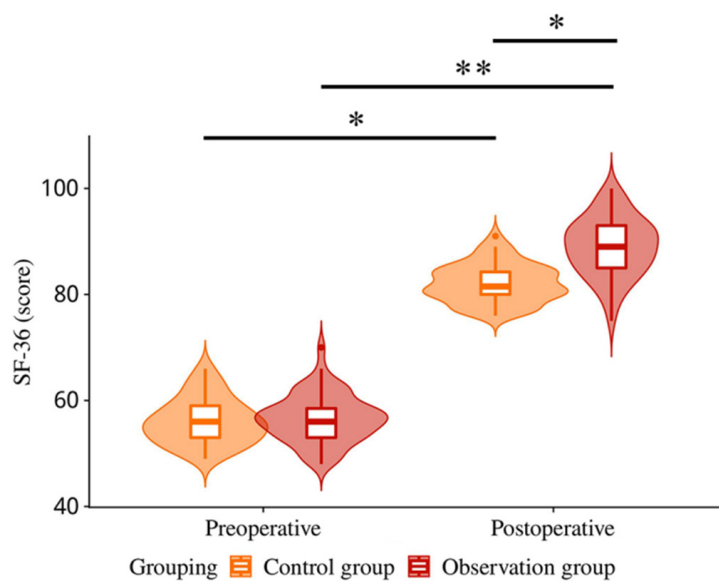 *
**
*
100
80
60
40
SF-36 (score)
Preoperative Postoperative
Grouping Control group Observation group